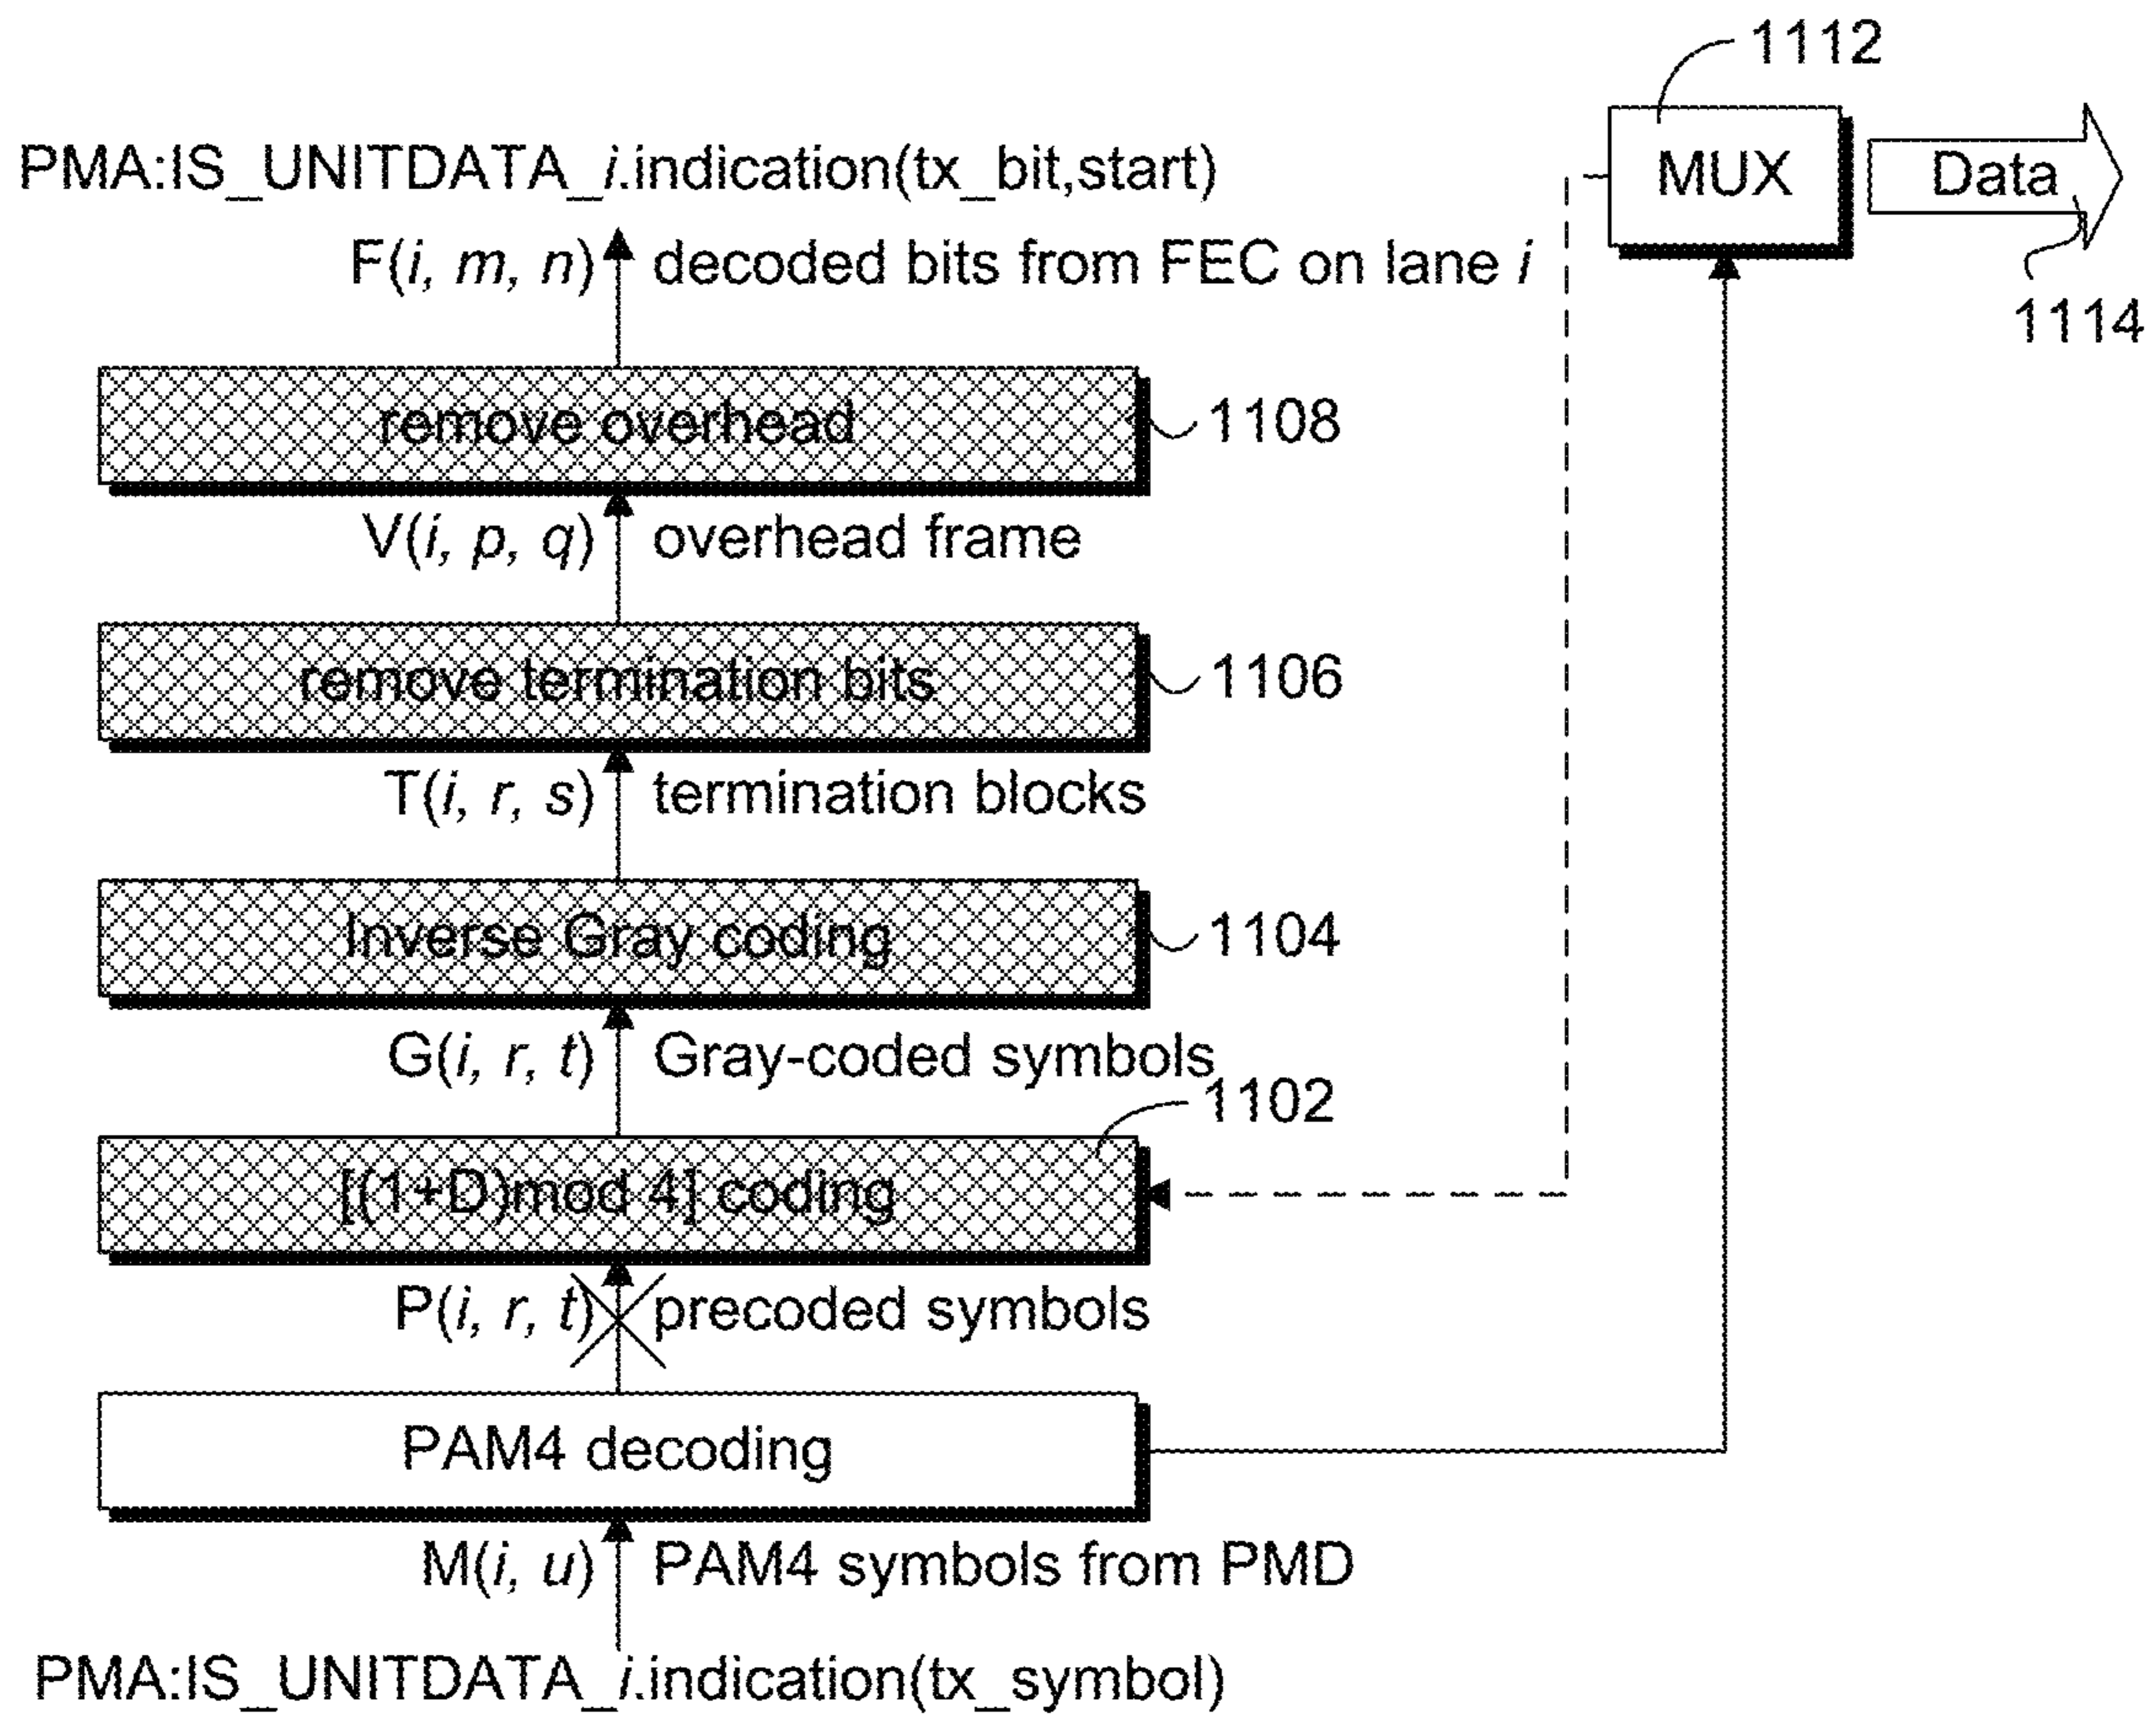 1112
MUX
Data
1114
PMA:IS_UNITDATA_i.indication(tx_bit,start)
F(i, m, n) decoded bits from FEC on lane i
remove overhead
1108
V(i, p, q) overhead frame
remove termination bits
1106
T(i, r, s) termination blocks
Inverse Gray coding
1104
G(i, r, t) Gray-coded symbols
1102
[(1+D)mod 4] coding
P(i, r, t) precoded symbols
PAM4 decoding
M(i, u) PAM4 symbols from PMD
PMA:IS_UNITDATA_i.indication(tx_symbol)